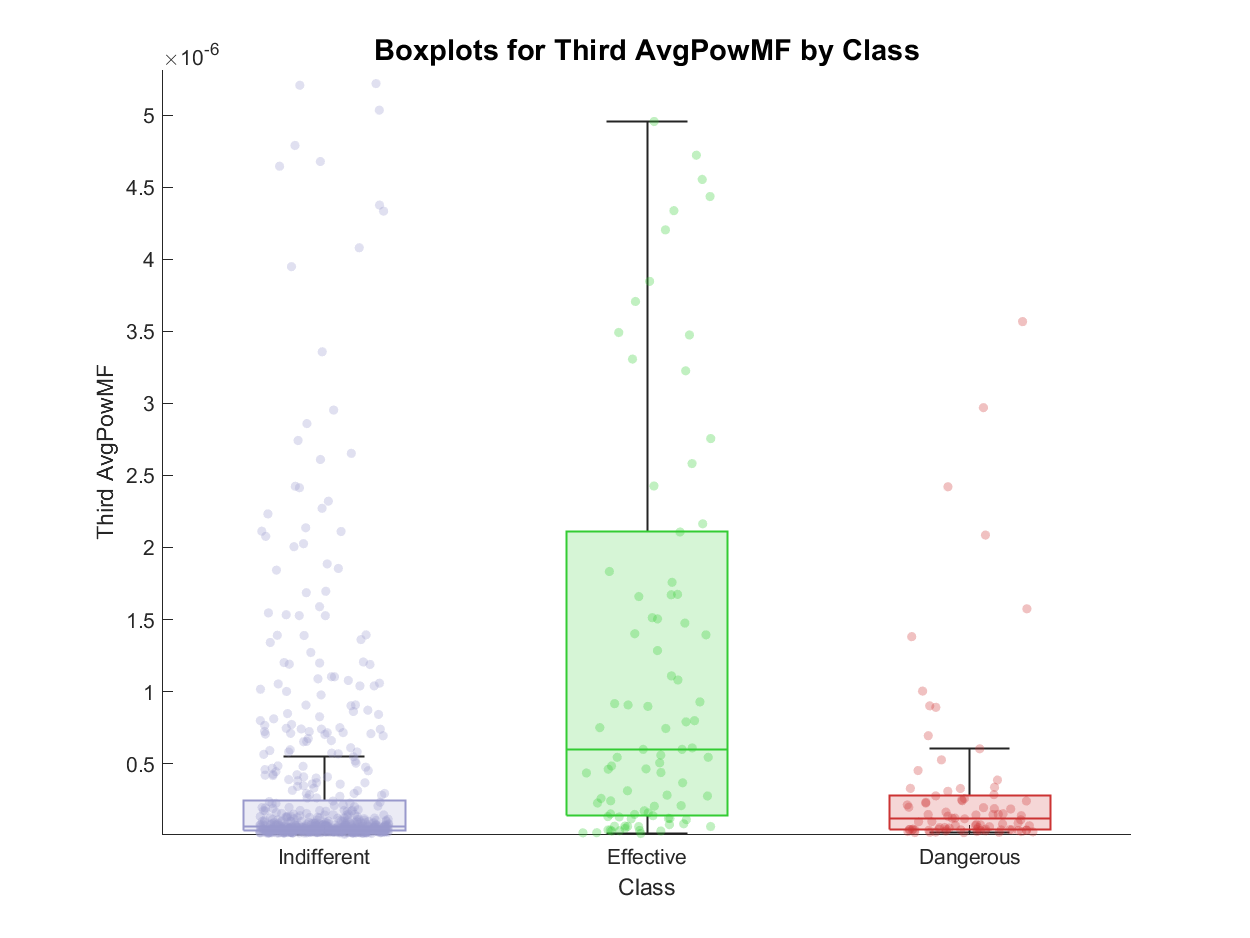 Boxplots for Third AvgPowMF by Class
×10-6
5
4.5
4
3.5
3
2.5
2
1.5
1
0.5
Third AvgPowMF
Indifferent Effective Dangerous
Class